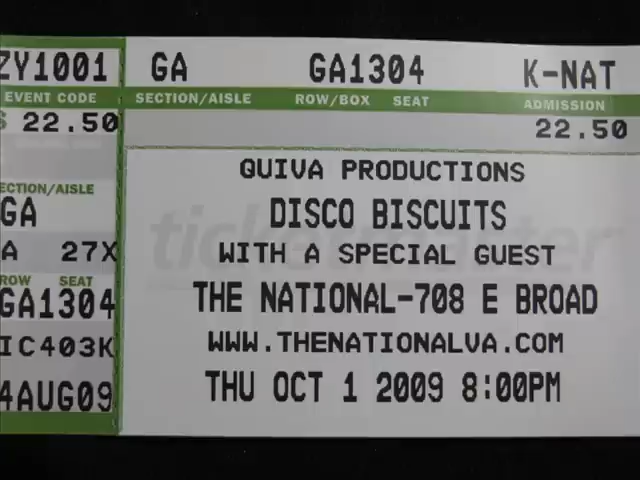 ZY1001 GA GA1304 K-NAT
EVENT CODE SECTION/AISLE ROW/BOX SEAT ADMISSION
$ 22.50 22.50
ECTION/AISLE
GA
A 27X
ROW SEAT
GA1304
IC403K
4AUG09
QUIVA PRODUCTIONS
DISCO BISCUITS
WITH A SPECIAL GUEST
THE NATIONAL-708 E BROAD
WWW.THENATIONALVA.COM
THU OCT 1 2009 8:00PM
ticketmaster